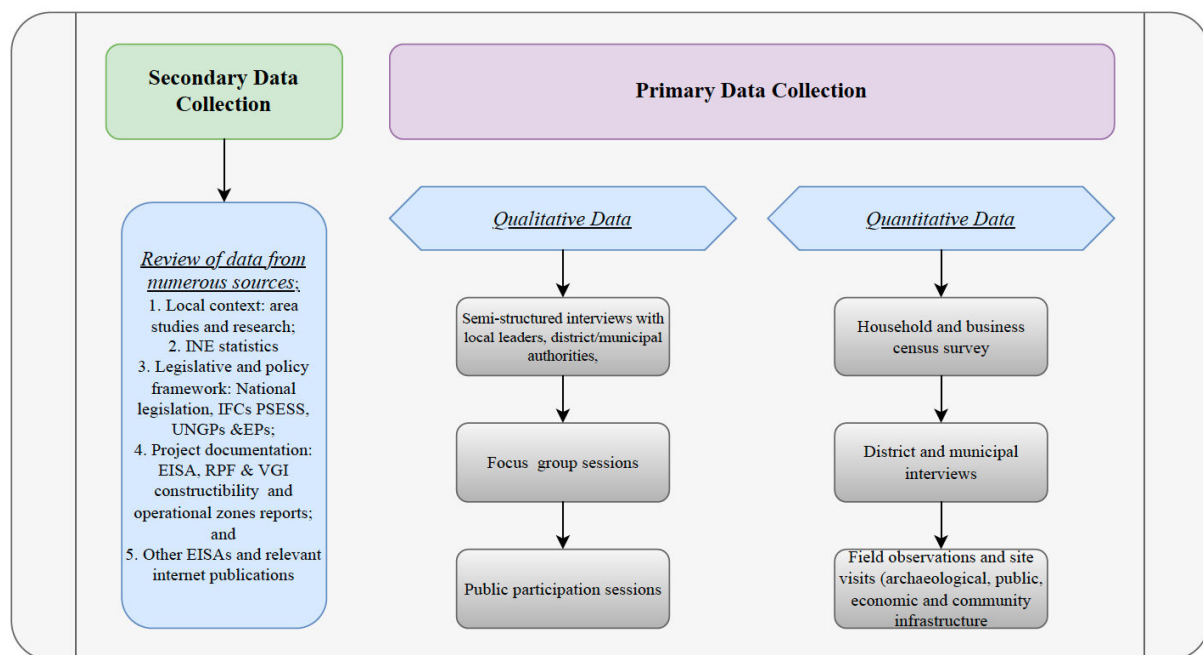 Secondary Data
Collection
Primary Data Collection
Review of data from
numerous sources;
1. Local context: area
studies and research;
2. INE statistics
3. Legislative and policy
framework: National
legislation, IFCs PSESS,
UNGPs &EPs;
4. Project documentation:
EISA, RPF & VGI
constructibility and
operational zones reports;
and
5. Other EISAs and relevant
internet publications
Qualitative Data
Semi-structured interviews with
local leaders, district/municipal
authorities,
Focus group sessions
Public participation sessions
Quantitative Data
Household and business
census survey
District and municipal
interviews
Field observations and site
visits (archaeological, public,
economic and community
infrastructure